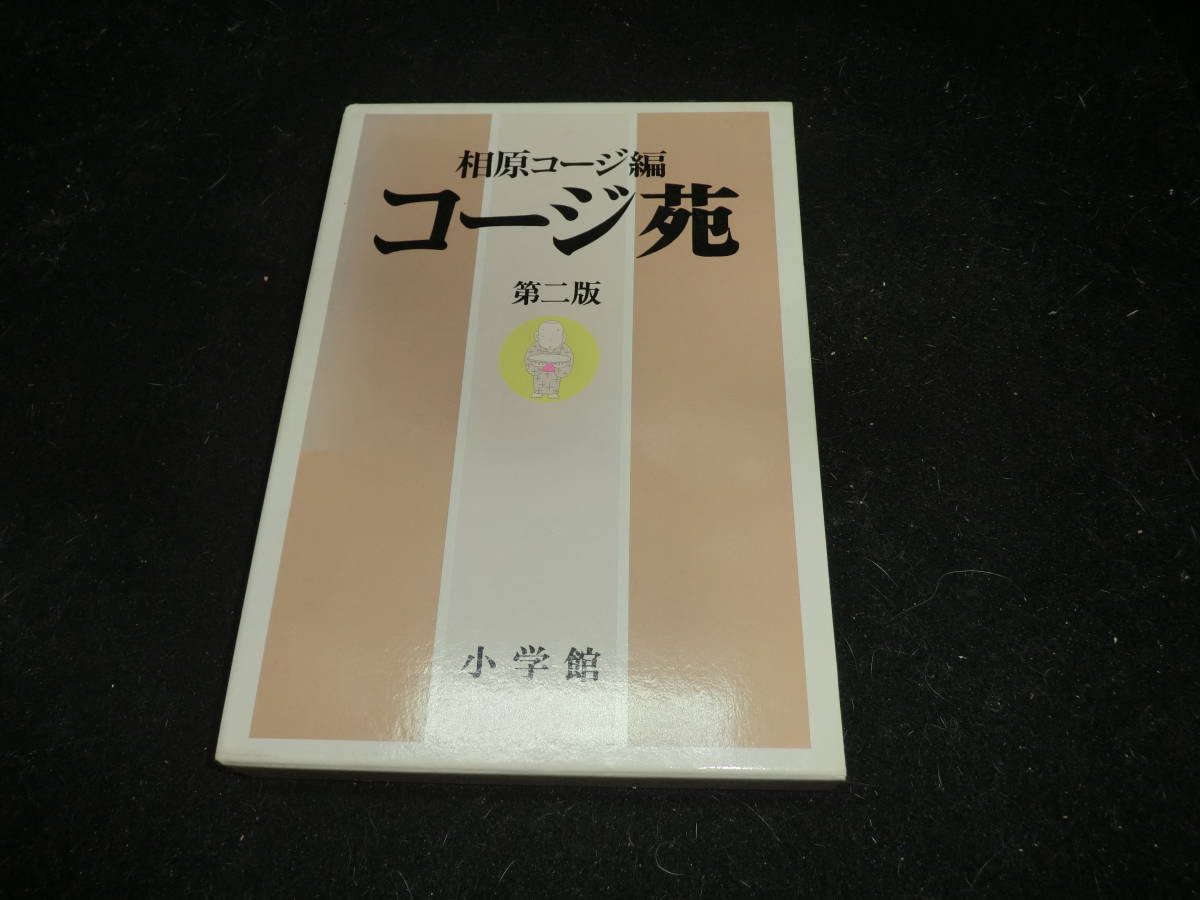 相原コージ編
コージ苑
第二版
小学館